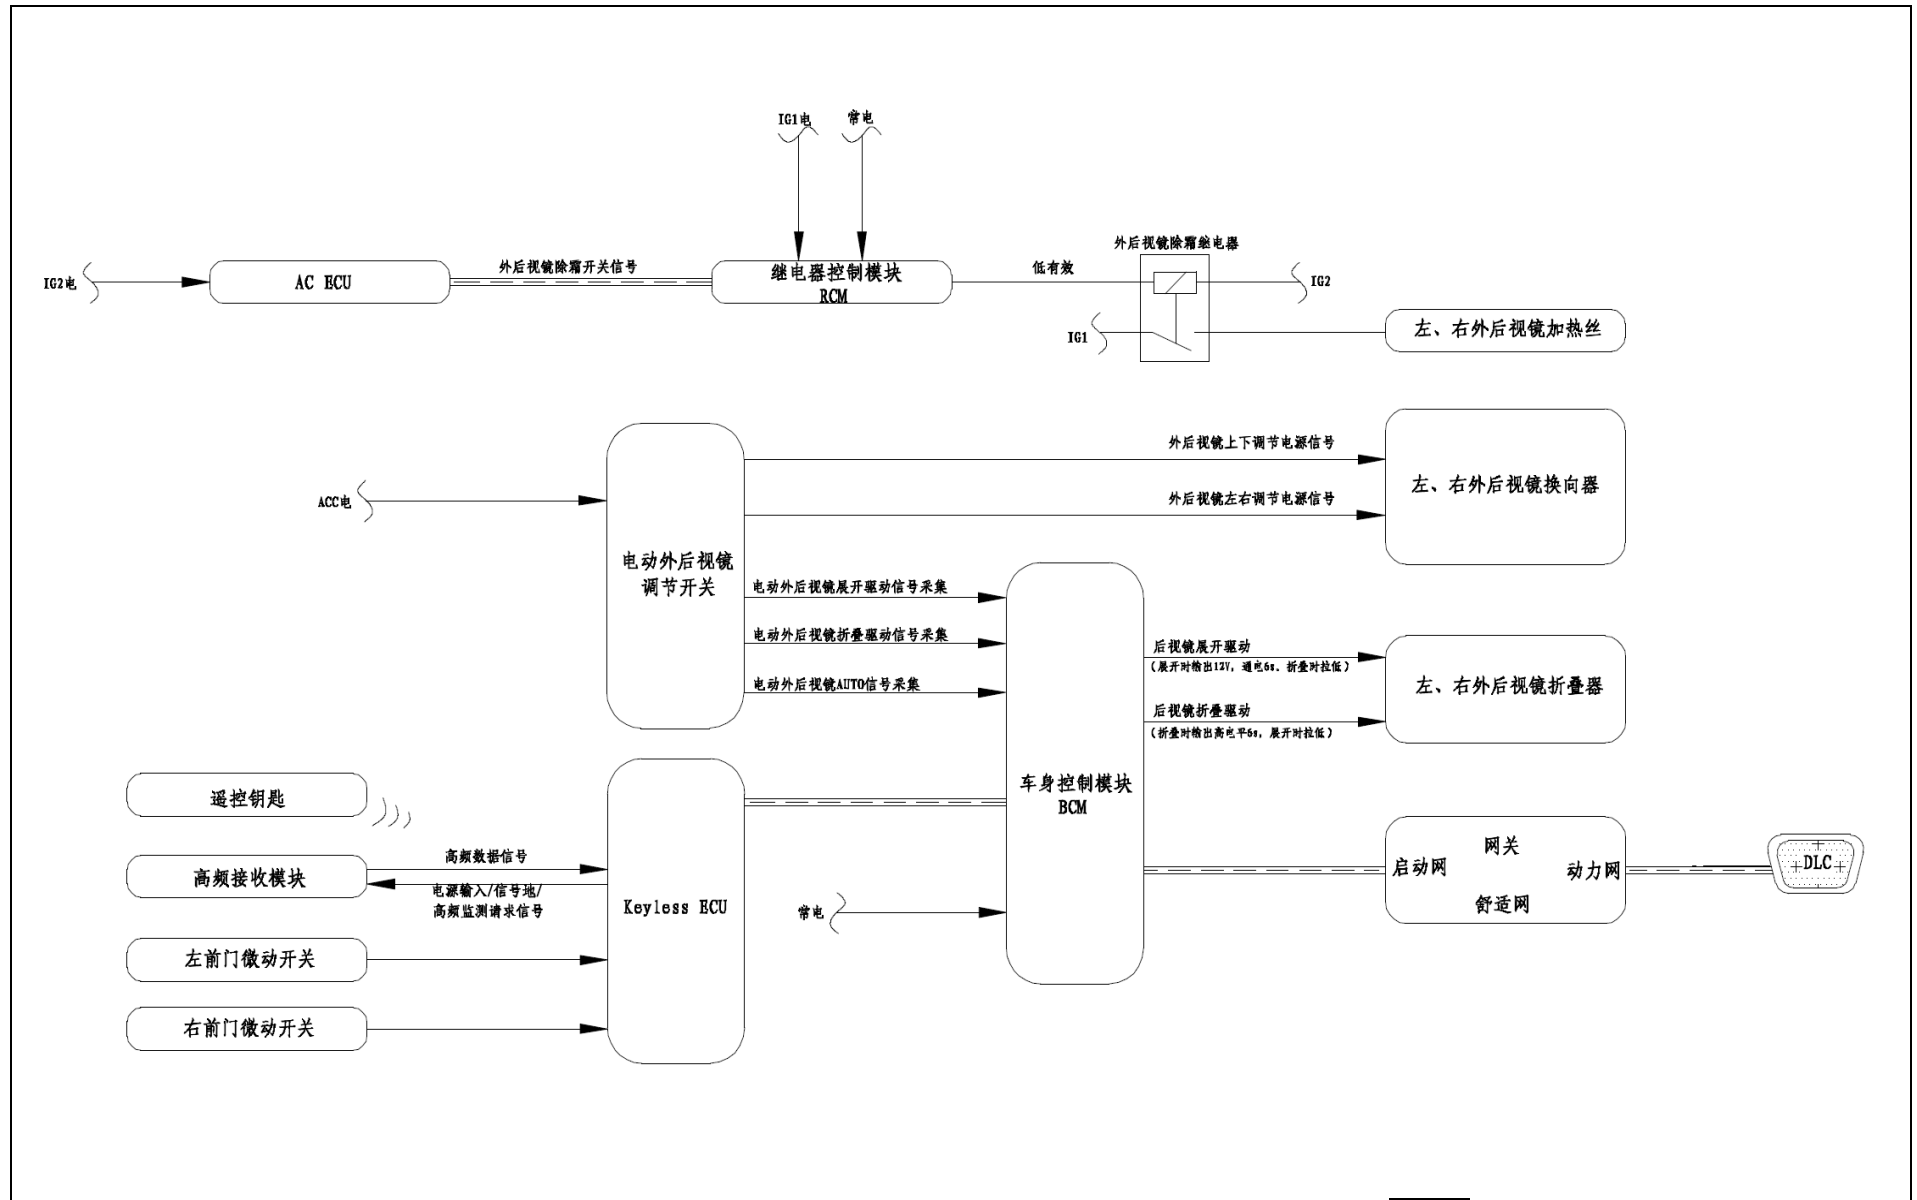 IG1电
常电
外后视镜除霜继电器
IG2电
AC ECU
外后视镜除霜开关信号
继电器控制模块
RCM
低有效
IG2
IG1
左、右外后视镜加热丝
外后视镜上下调节电源信号
外后视镜左右调节电源信号
左、右外后视镜换向器
ACC电
电动外后视镜
调节开关
电动外后视镜展开驱动信号采集
电动外后视镜折叠驱动信号采集
电动外后视镜AUTO信号采集
后视镜展开驱动
（展开时输出12V，通电6s、折叠时拉低）
后视镜折叠驱动
（折叠时输出高电平6s，展开时拉低）
左、右外后视镜折叠器
车身控制模块
BCM
遥控钥匙
高频接收模块
高频数据信号
电源输入/信号地/
高频监测请求信号
Keyless ECU
常电
左前门微动开关
右前门微动开关
网关
启动网
动力网
舒适网
DLC